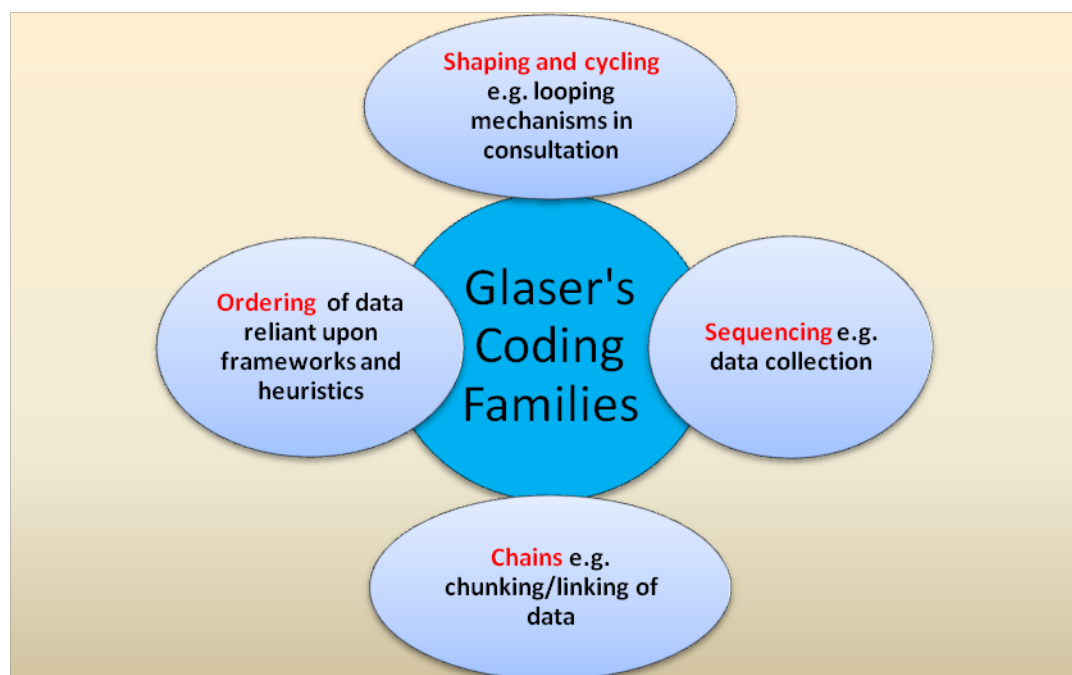 Shaping and cycling
e.g. looping
mechanisms in
consultation
Ordering of data
reliant upon
frameworks and
heuristics
Glaser's
Coding
Families
Sequencing e.g.
data collection
Chains e.g.
chunking/linking of
data